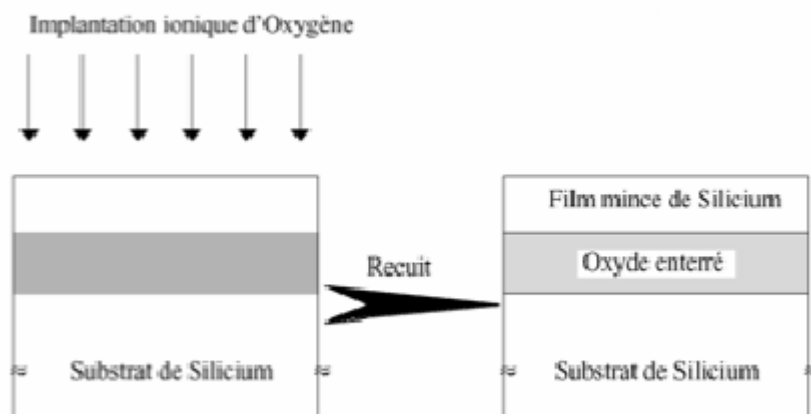 Implantation ionique d'Oxygène
Film mince de Silicium
Recuit
Oxyde enterré
Substrat de Silicium
Substrat de Silicium